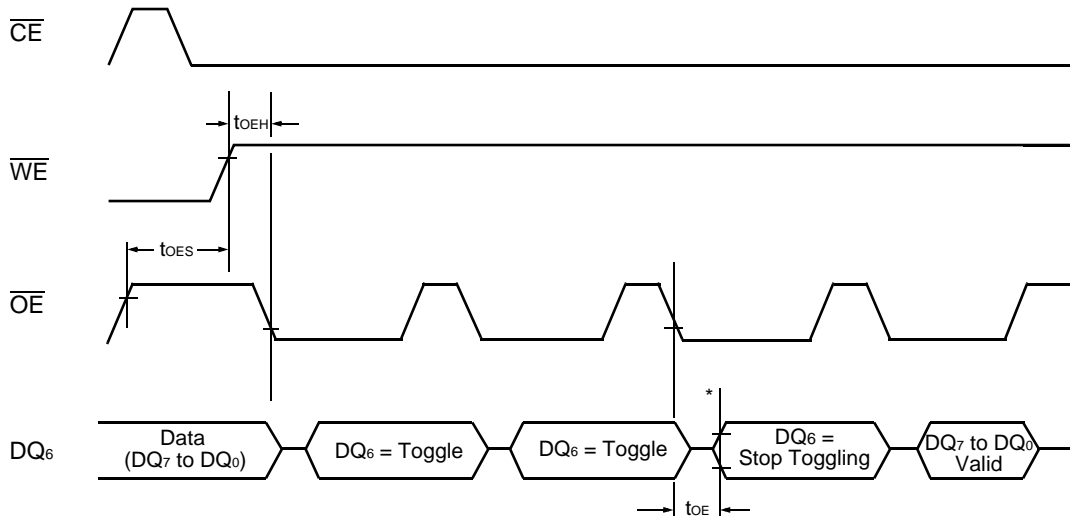 CE
tOEH
WE
tOES
OE
*
DQ6
Data
(DQ7 to DQ0)
DQ6 = Toggle
DQ6 = Toggle
DQ6 =
Stop Toggling
DQ7 to DQ0
Valid
tOE